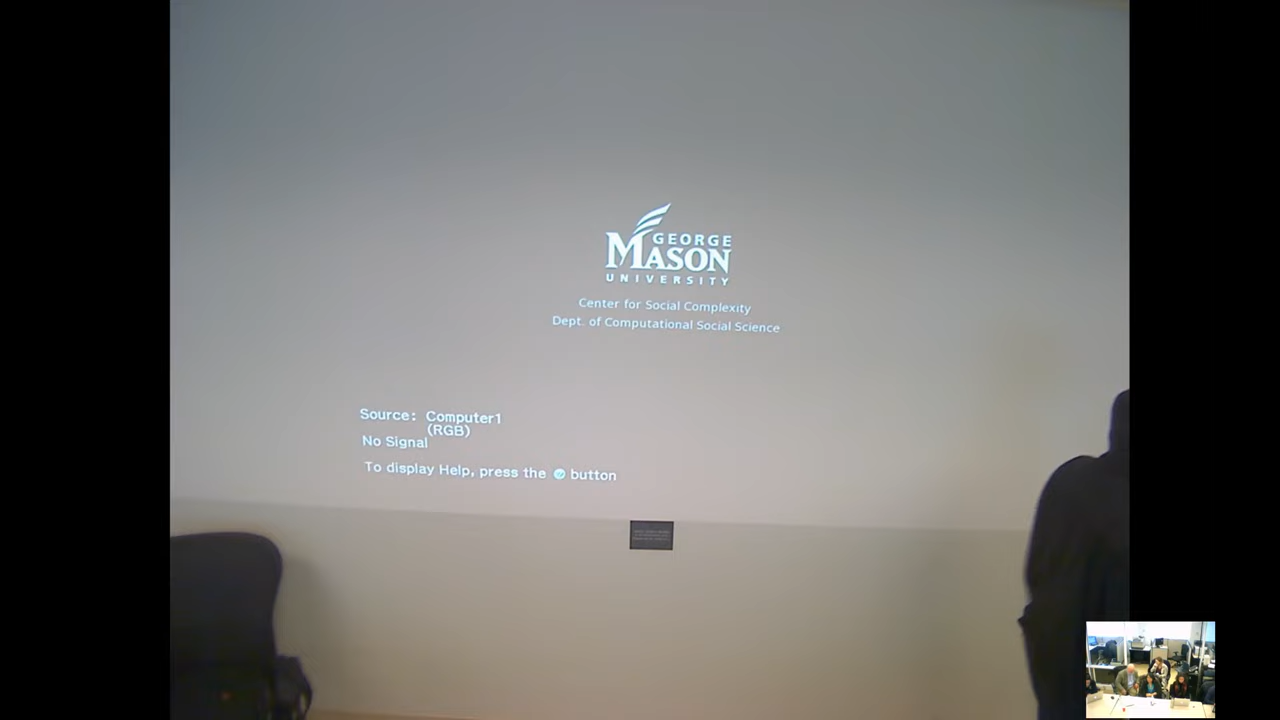 GEORGE
MASON
UNIVERSITY
Center for Social Complexity
Dept. of Computational Social Science
Source: Computer1
(RGB)
No Signal
To display Help, press the button